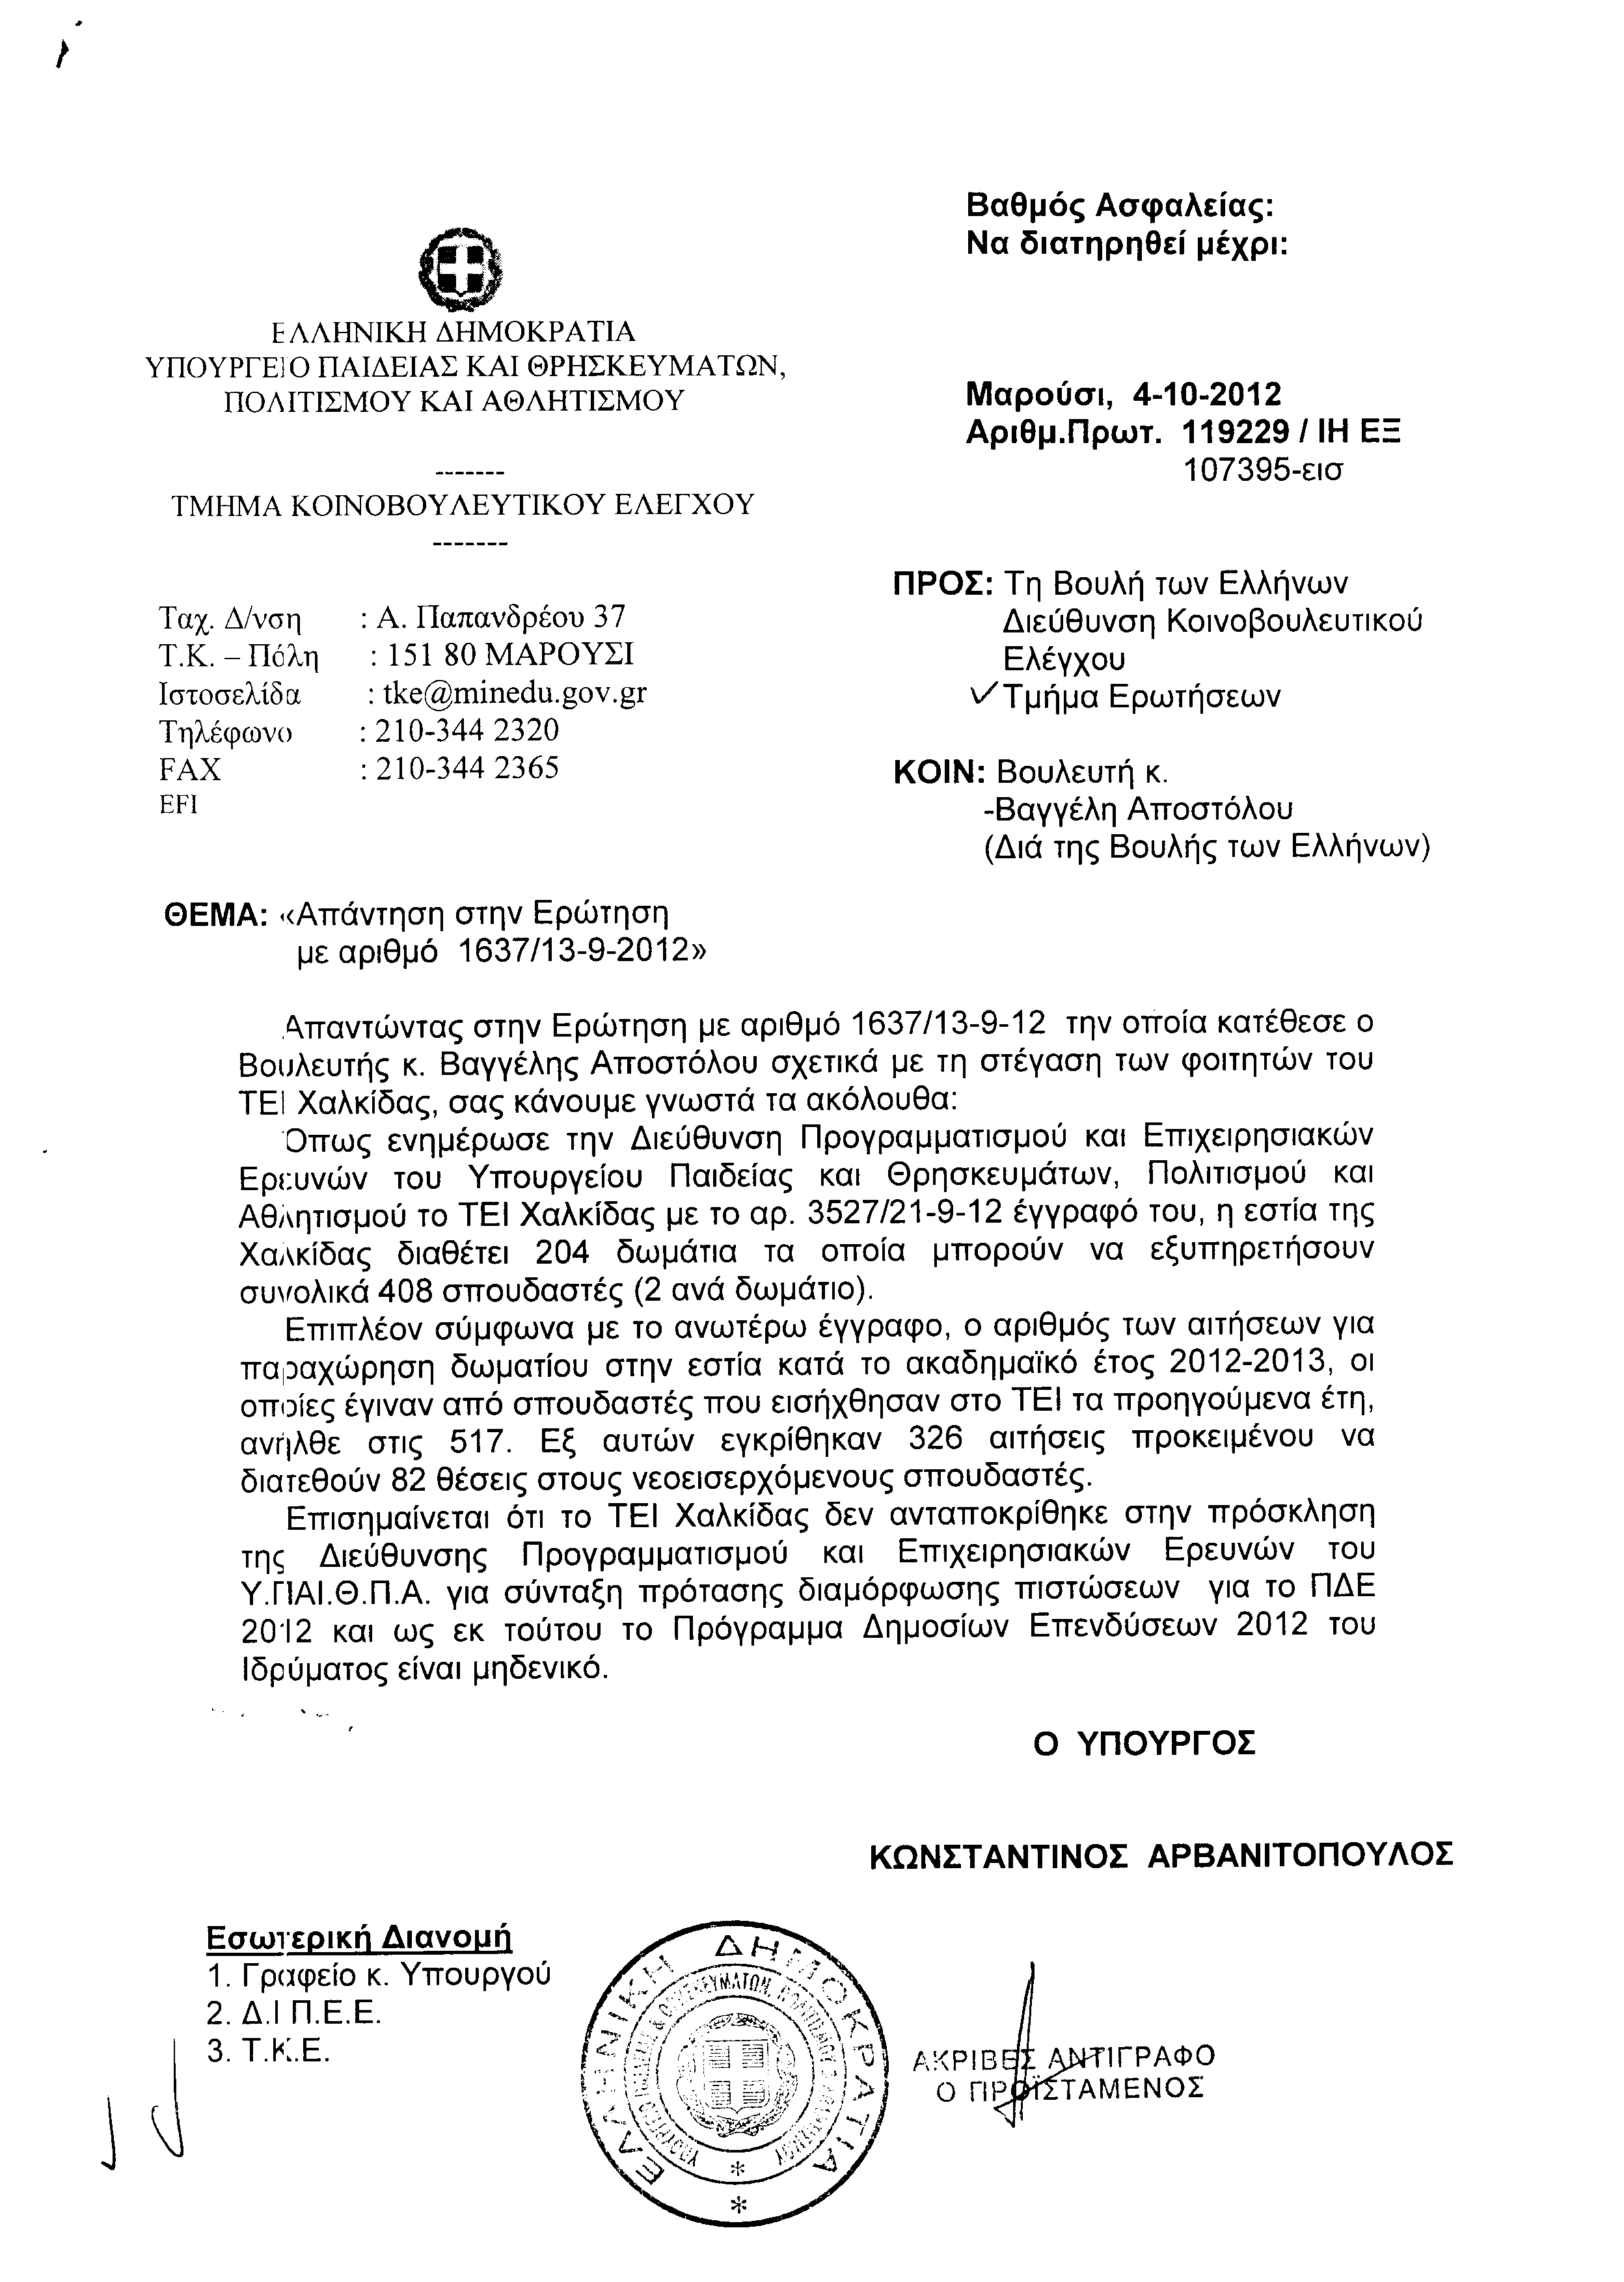 Βαθμός Ασφαλείας:
Να διατηρηθεί μέχρι:
ΕΛΛΗΝΙΚΗ ΔΗΜΟΚΡΑΤΙΑ
ΥΠΟΥΡΓΕΙΟ ΠΑΙΔΕΙΑΣ ΚΑΙ ΘΡΗΣΚΕΥΜΑΤΩΝ,
ΠΟΛΙΤΙΣΜΟΥ ΚΑΙ ΑΘΛΗΤΙΣΜΟΥ
-------
ΤΜΗΜΑ ΚΟΙΝΟΒΟΥΛΕΥΤΙΚΟΥ ΕΛΕΓΧΟΥ
-------
Μαρούσι, 4-10-2012
Αριθμ.Πρωτ. 119229 / ΙΗ ΕΞ
107395-εισ
Ταχ. Δ/νση : Α. Παπανδρέου 37
Τ.Κ. – Πόλη : 151 80 ΜΑΡΟΥΣΙ
Ιστοσελίδα : tke@minedu.gov.gr
Τηλέφωνο : 210-344 2320
FAX : 210-344 2365
EFI
ΠΡΟΣ: Τη Βουλή των Ελλήνων
Διεύθυνση Κοινοβουλευτικού
Ελέγχου
✓Τμήμα Ερωτήσεων
ΚΟΙΝ: Βουλευτή κ.
-Βαγγέλη Αποστόλου
(Διά της Βουλής των Ελλήνων)
ΘΕΜΑ: «Απάντηση στην Ερώτηση
με αριθμό 1637/13-9-2012»
Απαντώντας στην Ερώτηση με αριθμό 1637/13-9-12 την οποία κατέθεσε ο
Βουλευτής κ. Βαγγέλης Αποστόλου σχετικά με τη στέγαση των φοιτητών του
ΤΕΙ Χαλκίδας, σας κάνουμε γνωστά τα ακόλουθα:
Όπως ενημέρωσε την Διεύθυνση Προγραμματισμού και Επιχειρησιακών
Ερευνών του Υπουργείου Παιδείας και Θρησκευμάτων, Πολιτισμού και
Αθλητισμού το ΤΕΙ Χαλκίδας με το αρ. 3527/21-9-12 έγγραφό του, η εστία της
Χαλκίδας διαθέτει 204 δωμάτια τα οποία μπορούν να εξυπηρετήσουν
συνολικά 408 σπουδαστές (2 ανά δωμάτιο).
Επιπλέον σύμφωνα με το ανωτέρω έγγραφο, ο αριθμός των αιτήσεων για
παραχώρηση δωματίου στην εστία κατά το ακαδημαϊκό έτος 2012-2013, οι
οποίες έγιναν από σπουδαστές που εισήχθησαν στο ΤΕΙ τα προηγούμενα έτη,
ανήλθε στις 517. Εξ αυτών εγκρίθηκαν 326 αιτήσεις προκειμένου να
διατεθούν 82 θέσεις στους νεοεισερχόμενους σπουδαστές.
Επισημαίνεται ότι το ΤΕΙ Χαλκίδας δεν ανταποκρίθηκε στην πρόσκληση
της Διεύθυνσης Προγραμματισμού και Επιχειρησιακών Ερευνών του
Υ.ΠΑΙ.Θ.Π.Α. για σύνταξη πρότασης διαμόρφωσης πιστώσεων για το ΠΔΕ
2012 και ως εκ τούτου το Πρόγραμμα Δημοσίων Επενδύσεων 2012 του
Ιδρύματος είναι μηδενικό.
Ο ΥΠΟΥΡΓΟΣ
ΚΩΝΣΤΑΝΤΙΝΟΣ ΑΡΒΑΝΙΤΟΠΟΥΛΟΣ
Εσωτερική Διανομή
1. Γραφείο κ. Υπουργού
2. Δ.Ι Π.Ε.Ε.
3. Τ.Κ.Ε.
ΕΛΛΗΝΙΚΗ ΔΗΜΟΚΡΑΤΙΑ
ΑΚΡΙΒΕΣ ΑΝΤΙΓΡΑΦΟ
Ο ΠΡΟΪΣΤΑΜΕΝΟΣ